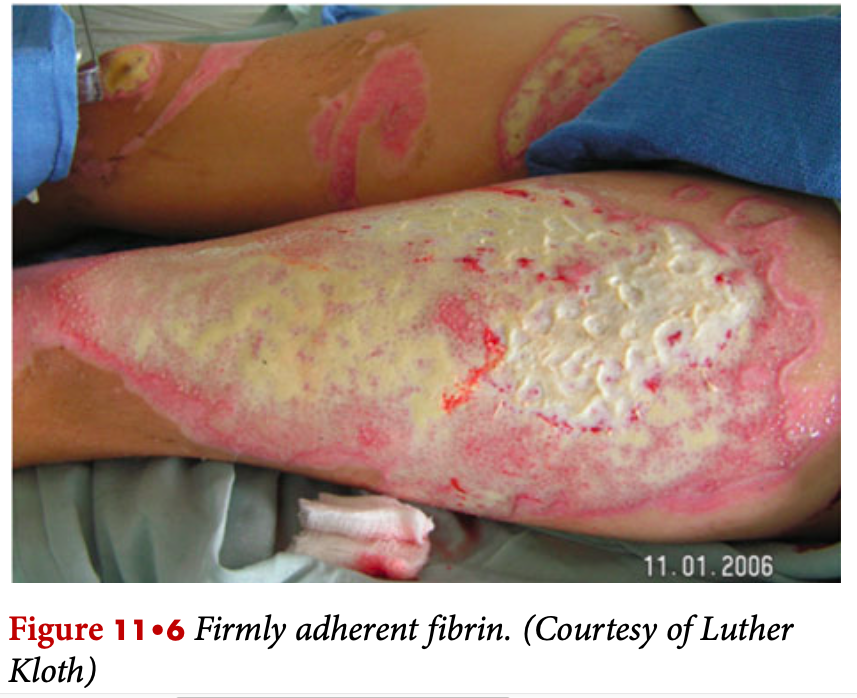 11.01.2006
Figure 11•6 Firmly adherent fibrin. (Courtesy of Luther
Kloth)